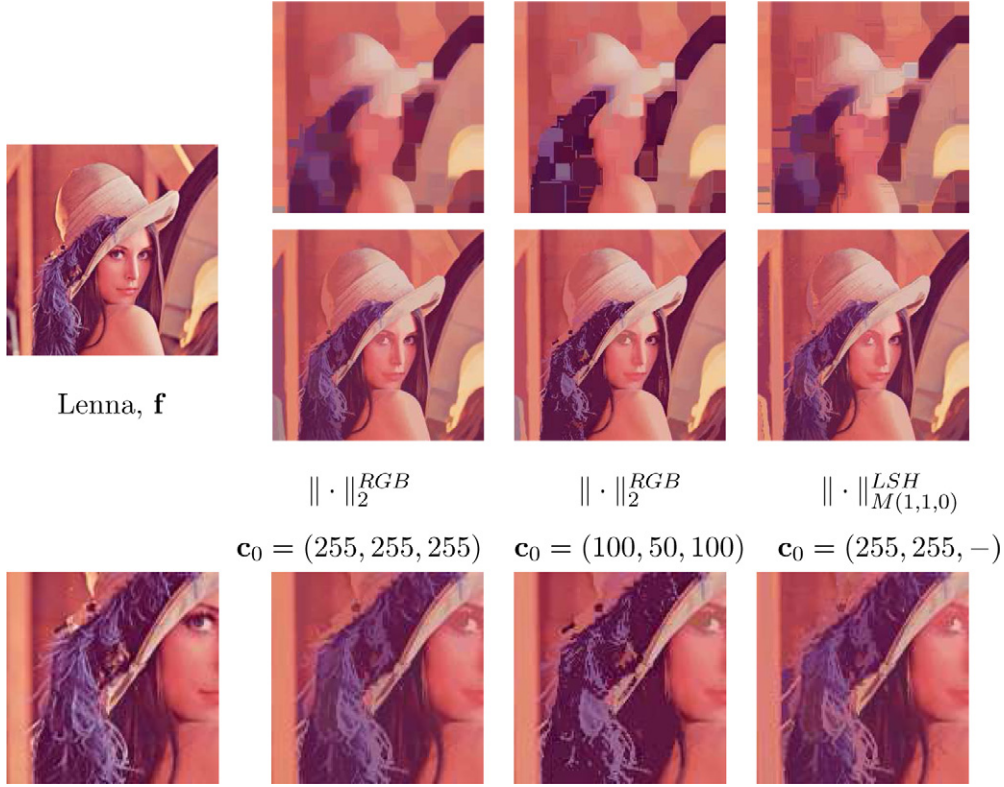 Lenna, f
‖ · ‖₂^{RGB} ‖ · ‖₂^{RGB} ‖ · ‖_{M(1,1,0)}^{LSH}
c₀ = (255, 255, 255) c₀ = (100, 50, 100) c₀ = (255, 255, −)